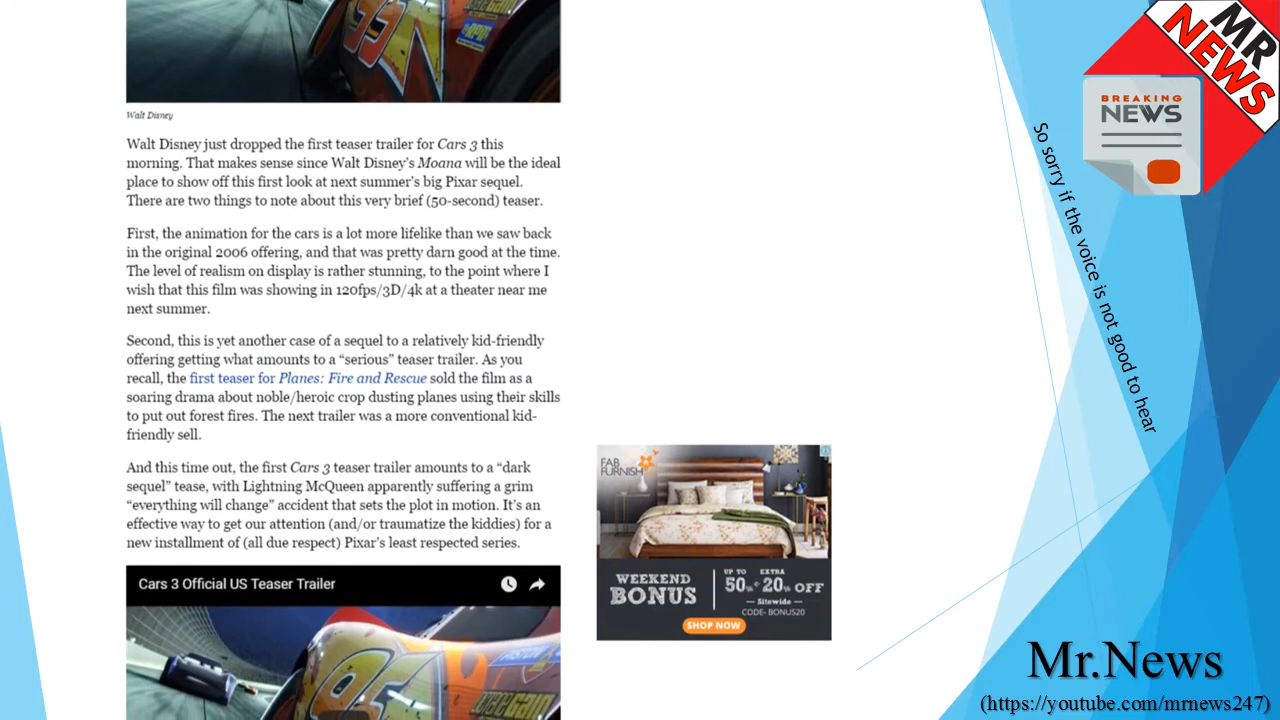 Walt Disney
Walt Disney just dropped the first teaser trailer for Cars 3 this
morning. That makes sense since Walt Disney's Moana will be the ideal
place to show off this first look at next summer's big Pixar sequel.
There are two things to note about this very brief (50-second) teaser.
First, the animation for the cars is a lot more lifelike than we saw back
in the original 2006 offering, and that was pretty darn good at the time.
The level of realism on display is rather stunning, to the point where I
wish that this film was showing in 120fps/3D/4k at a theater near me
next summer.
Second, this is yet another case of a sequel to a relatively kid-friendly
offering getting what amounts to a “serious” teaser trailer. As you
recall, the first teaser for Planes: Fire and Rescue sold the film as a
soaring drama about noble/heroic crop dusting planes using their skills
to put out forest fires. The next trailer was a more conventional kid-
friendly sell.
And this time out, the first Cars 3 teaser trailer amounts to a “dark
sequel” tease, with Lightning McQueen apparently suffering a grim
“everything will change” accident that sets the plot in motion. It's an
effective way to get our attention (and/or traumatize the kiddies) for a
new installment of (all due respect) Pixar's least respected series.
Cars 3 Official US Teaser Trailer
95
FAB
FURNISH
WEEKEND
BONUS
UP TO
50%
EXTRA
+ 20% OFF
— Sitewide —
CODE- BONUS20
SHOP NOW
MR
NEWS
BREAKING
NEWS
So sorry if the voice is not good to hear
Mr.News
(https://youtube.com/mrnews247)